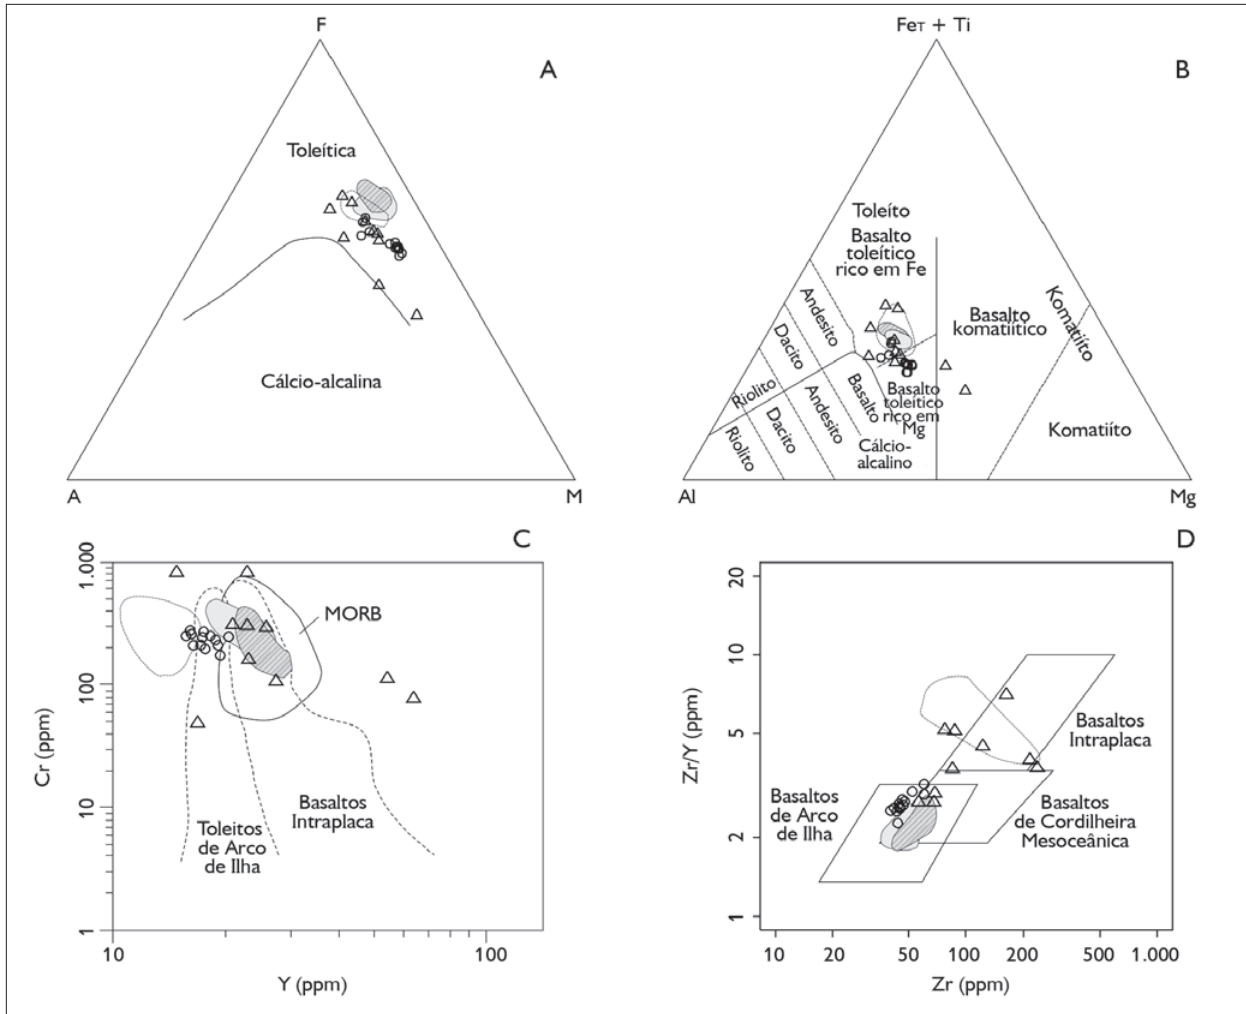 F
A
Toleítica
Cálcio-alcalina
A
M
FeT + Ti
B
Toleíto
Basalto
toleítico
rico em Fe
Andesito
Dacito
Riolito
Riolito
Dacito
Andesito
Basalto
Basalto
toleítico
rico em
Mg
Cálcio-
alcalino
Basalto
komatiítico
Komatiíto
Komatiíto
Al
Mg
C
1.000
100
10
1
Cr (ppm)
MORB
Toleitos
de Arco
de Ilha
Basaltos
Intraplaca
10
100
Y (ppm)
D
20
10
5
2
1
Zr/Y (ppm)
Basaltos
Intraplaca
Basaltos
de Arco
de Ilha
Basaltos
de Cordilheira
Mesoceânica
10
20
50
100
200
500
1.000
Zr (ppm)